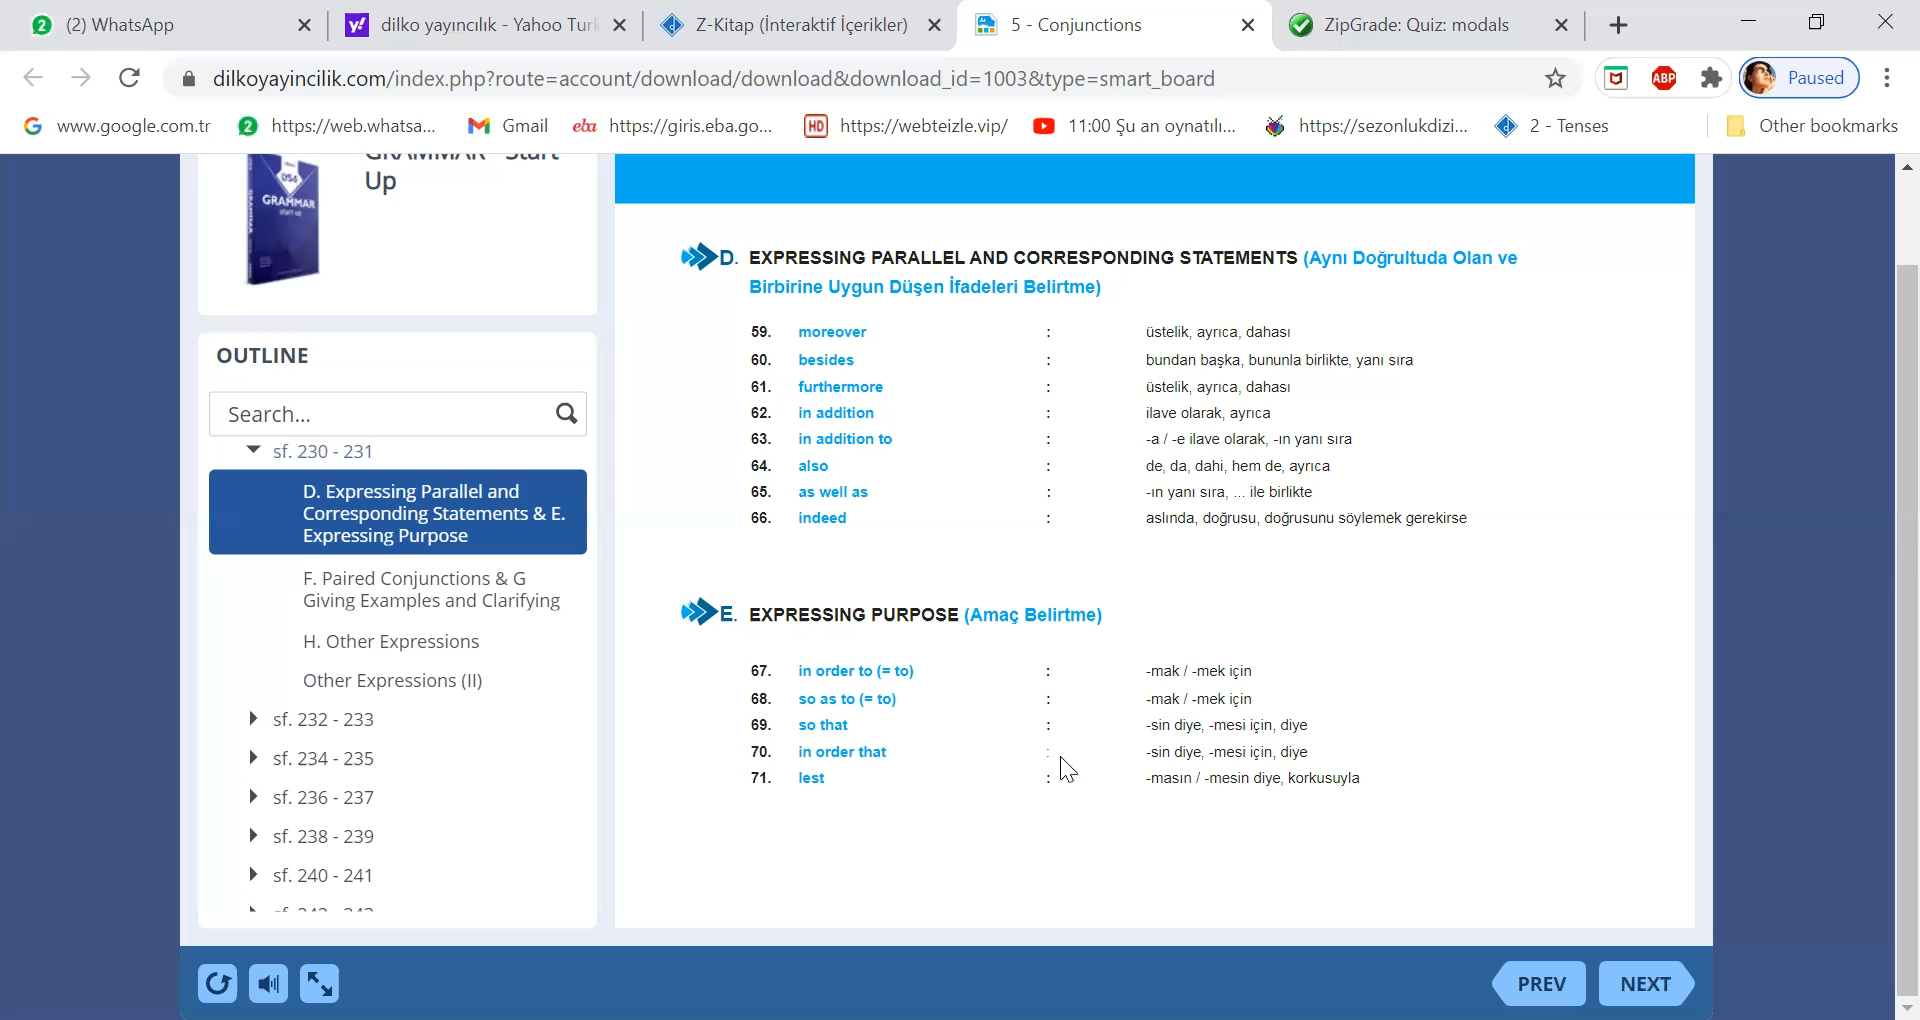 (2) WhatsApp
dilko yayıncılık - Yahoo Turk
Z-Kitap (İnteraktif İçerikler)
5 - Conjunctions
ZipGrade: Quiz: modals
dilkoyayincilik.com/index.php?route=account/download/download&download_id=1003&type=smart_board
ABP
Paused
www.google.com.tr
https://web.whatsa...
Gmail
eba https://giris.eba.go...
HD https://webteizle.vip/
11:00 Şu an oynatılı...
https://sezonlukdizi...
2 - Tenses
Other bookmarks
GRAMMAR - Start
Up
GRAMMAR
start up
OUTLINE
Search...
sf. 230 - 231
D. Expressing Parallel and
Corresponding Statements & E.
Expressing Purpose
F. Paired Conjunctions & G
Giving Examples and Clarifying
H. Other Expressions
Other Expressions (II)
sf. 232 - 233
sf. 234 - 235
sf. 236 - 237
sf. 238 - 239
sf. 240 - 241
D. EXPRESSING PARALLEL AND CORRESPONDING STATEMENTS (Aynı Doğrultuda Olan ve
Birbirine Uygun Düşen İfadeleri Belirtme)
59. moreover : üstelik, ayrıca, dahası
60. besides : bundan başka, bununla birlikte, yanı sıra
61. furthermore : üstelik, ayrıca, dahası
62. in addition : ilave olarak, ayrıca
63. in addition to : -a / -e ilave olarak, -ın yanı sıra
64. also : de, da, dahi, hem de, ayrıca
65. as well as : -ın yanı sıra, ... ile birlikte
66. indeed : aslında, doğrusu, doğrusunu söylemek gerekirse
E. EXPRESSING PURPOSE (Amaç Belirtme)
67. in order to (= to) : -mak / -mek için
68. so as to (= to) : -mak / -mek için
69. so that : -sin diye, -mesi için, diye
70. in order that : -sin diye, -mesi için, diye
71. lest : -masın / -mesin diye, korkusuyla
PREV
NEXT